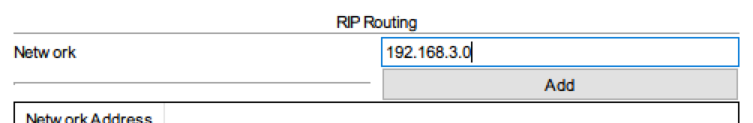 RIP Routing
Network
192.168.3.0
Add
Network Address